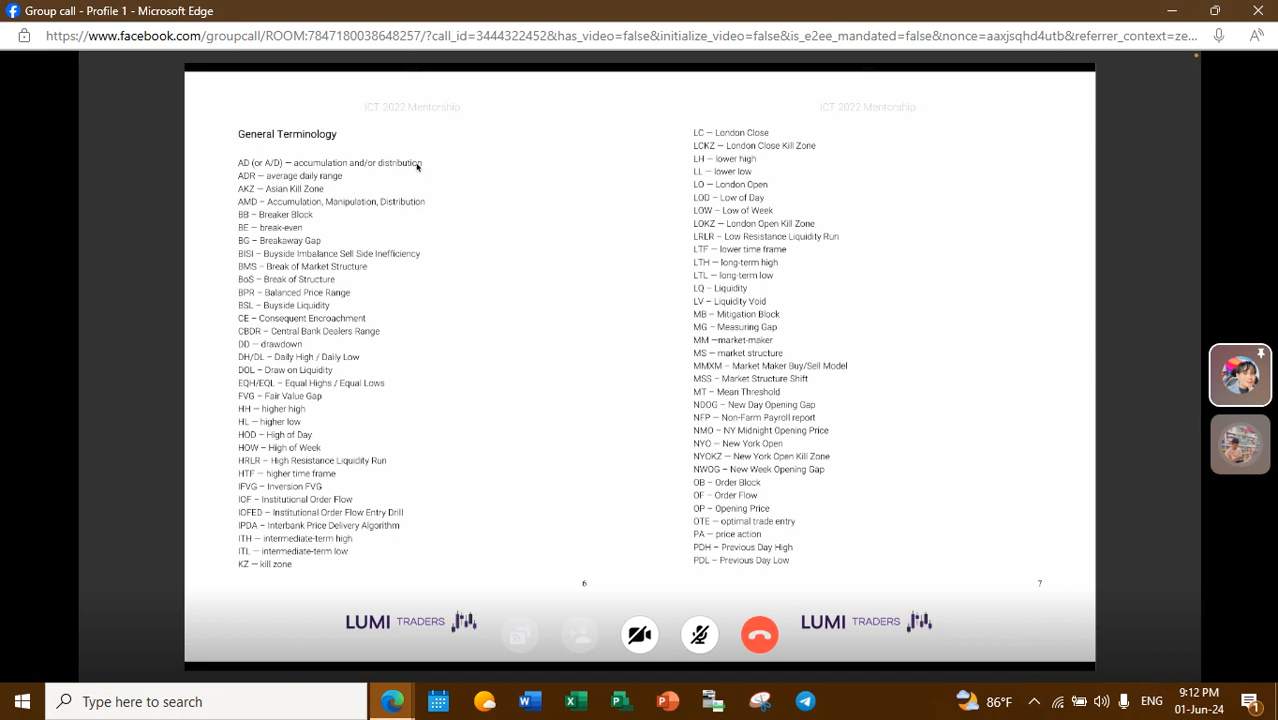 Group call - Profile 1 - Microsoft Edge
https://www.facebook.com/groupcall/ROOM:7847180038648257/?call_id=3444322452&has_video=false&initialize_video=false&is_e2ee_mandated=false&nonce=aaxjsqhd4utb&referrer_context=ze...
ICT 2022 Mentorship
General Terminology
AD (or A/D) — accumulation and/or distribution
ADR — average daily range
AKZ — Asian Kill Zone
AMD – Accumulation, Manipulation, Distribution
BB – Breaker Block
BE — break-even
BG – Breakaway Gap
BISI – Buyside Imbalance Sell Side Inefficiency
BMS – Break of Market Structure
BoS – Break of Structure
BPR – Balanced Price Range
BSL – Buyside Liquidity
CE – Consequent Encroachment
CBDR – Central Bank Dealers Range
DD — drawdown
DH/DL – Daily High / Daily Low
DOL – Draw on Liquidity
EQH/EQL – Equal Highs / Equal Lows
FVG – Fair Value Gap
HH — higher high
HL — higher low
HOD – High of Day
HOW – High of Week
HRLR – High Resistance Liquidity Run
HTF — higher time frame
IFVG – Inversion FVG
IOF – Institutional Order Flow
IOFED – Institutional Order Flow Entry Drill
IPDA – Interbank Price Delivery Algorithm
ITH — intermediate-term high
ITL — intermediate-term low
KZ — kill zone
6
LUMI TRADERS
ICT 2022 Mentorship
LC — London Close
LCKZ — London Close Kill Zone
LH — lower high
LL — lower low
LO — London Open
LOD – Low of Day
LOW – Low of Week
LOKZ – London Open Kill Zone
LRLR – Low Resistance Liquidity Run
LTF — lower time frame
LTH — long-term high
LTL — long-term low
LQ – Liquidity
LV – Liquidity Void
MB – Mitigation Block
MG – Measuring Gap
MM —market-maker
MS — market structure
MMXM – Market Maker Buy/Sell Model
MSS – Market Structure Shift
MT – Mean Threshold
NDOG – New Day Opening Gap
NFP – Non-Farm Payroll report
NMO – NY Midnight Opening Price
NYO – New York Open
NYOKZ – New York Open Kill Zone
NWOG – New Week Opening Gap
OB – Order Block
OF – Order Flow
OP – Opening Price
OTE — optimal trade entry
PA — price action
PDH – Previous Day High
PDL – Previous Day Low
7
LUMI TRADERS
Type here to search
86°F
ENG
9:12 PM
01-Jun-24
1